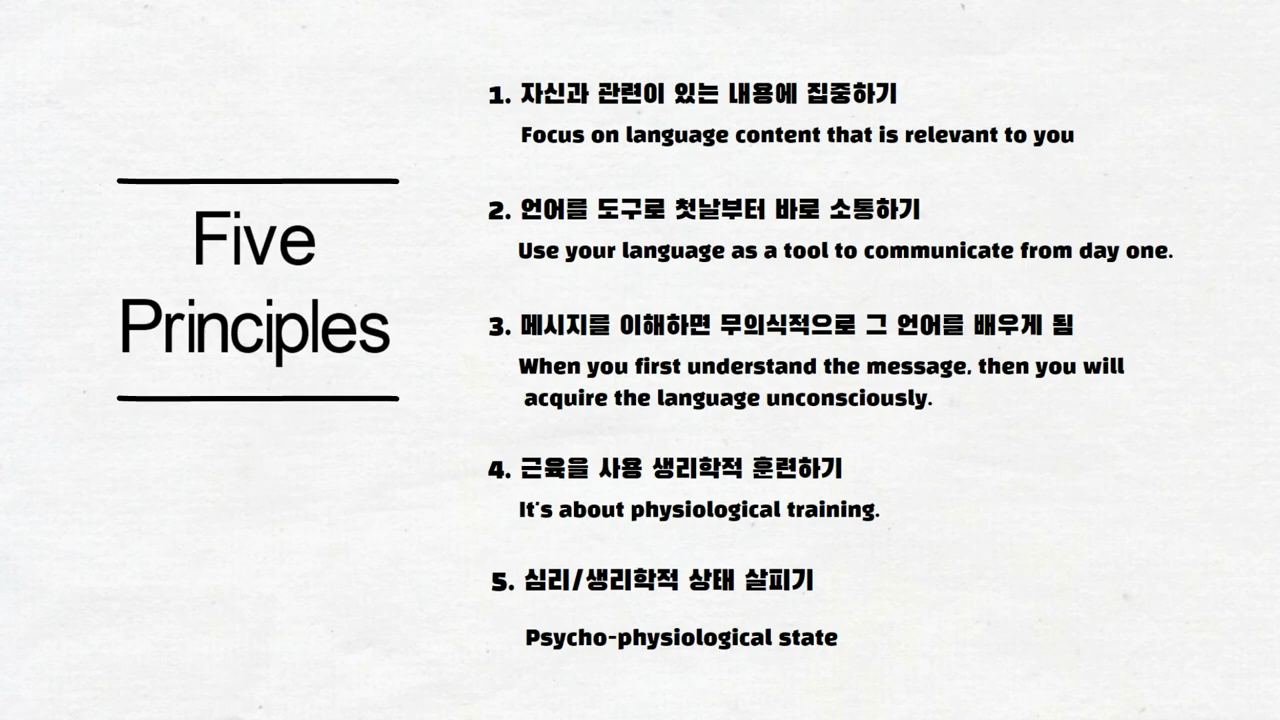 Five
Principles
1. 자신과 관련이 있는 내용에 집중하기
Focus on language content that is relevant to you
2. 언어를 도구로 첫날부터 바로 소통하기
Use your language as a tool to communicate from day one.
3. 메시지를 이해하면 무의식적으로 그 언어를 배우게 됨
When you first understand the message, then you will
acquire the language unconsciously.
4. 근육을 사용 생리학적 훈련하기
It's about physiological training.
5. 심리/생리학적 상태 살피기
Psycho-physiological state